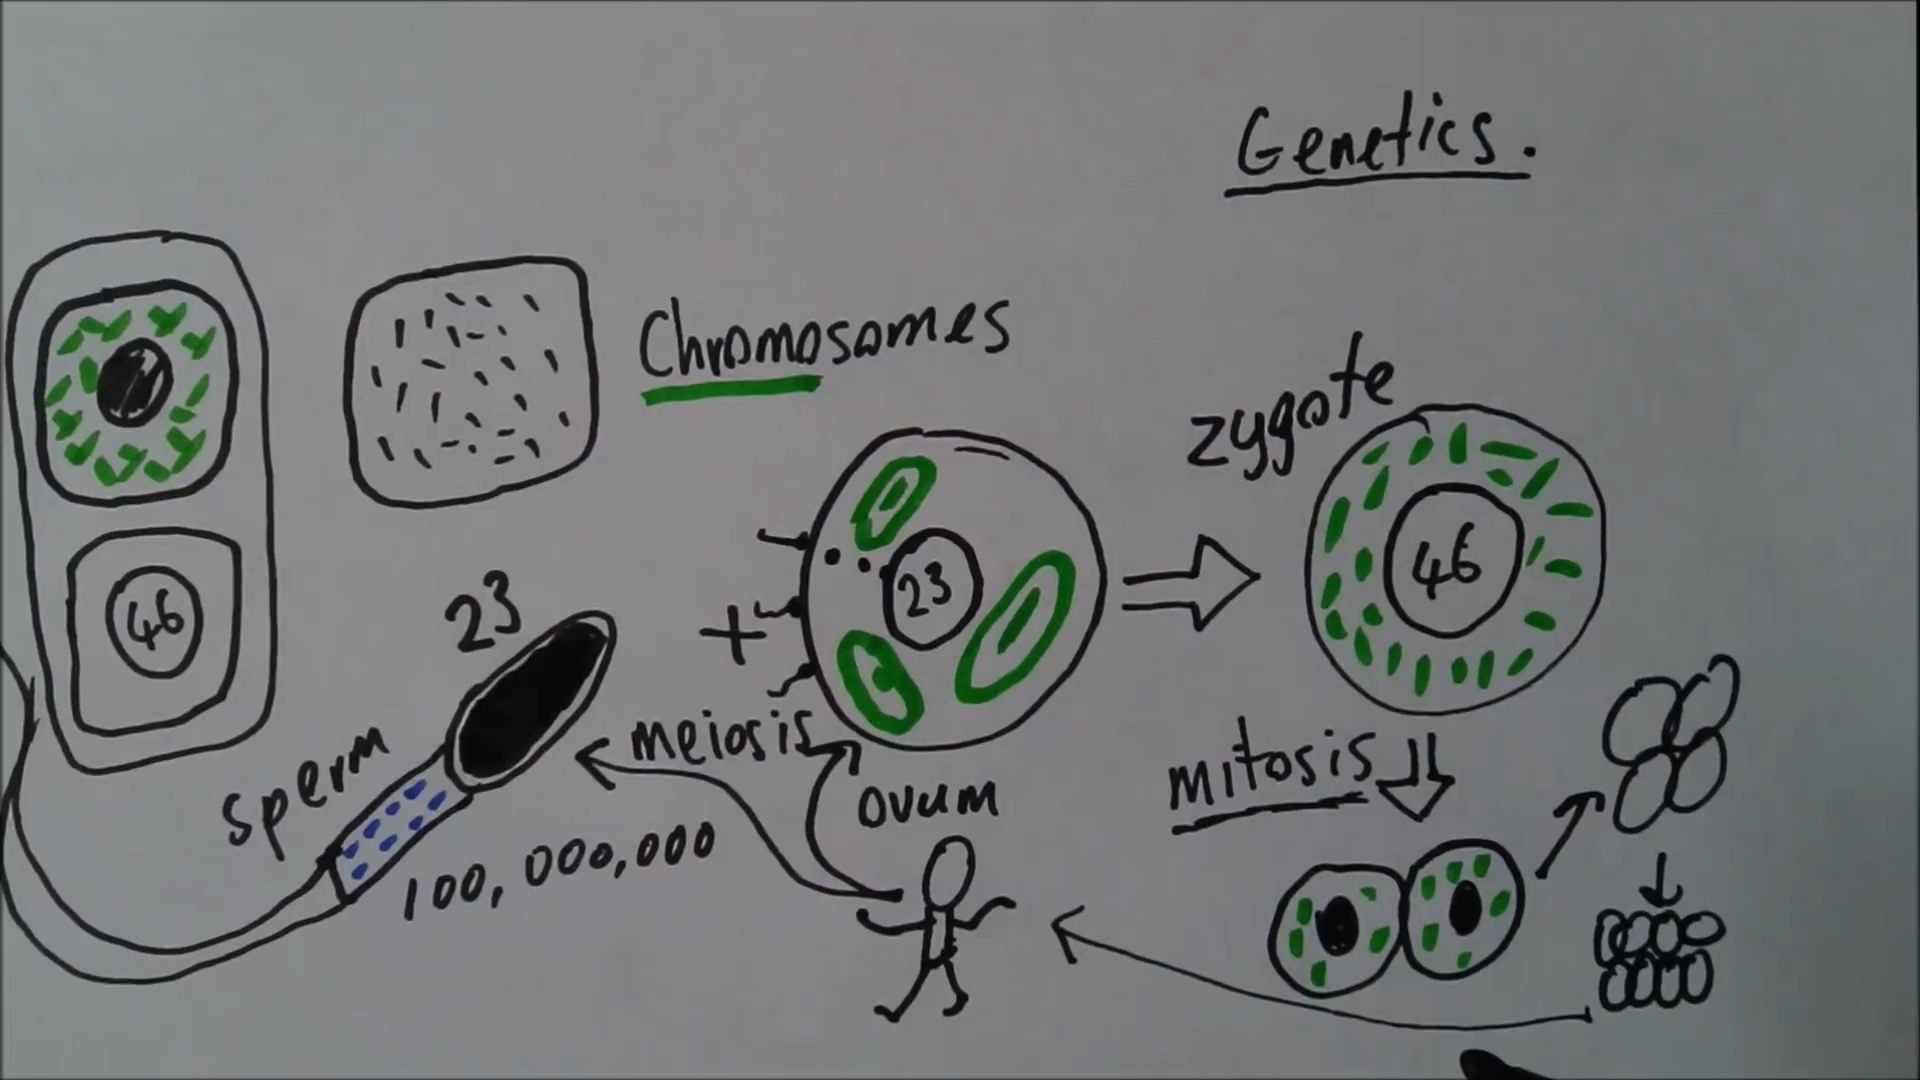 Genetics.
Chromosomes
zygote
46
23
46
23
+
meiosis
sperm
ovum
mitosis
100,000,000